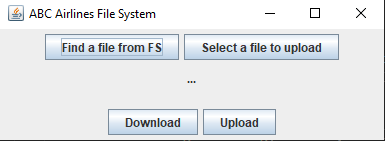 ABC Airlines File System
Find a file from FS Select a file to upload
...
Download Upload